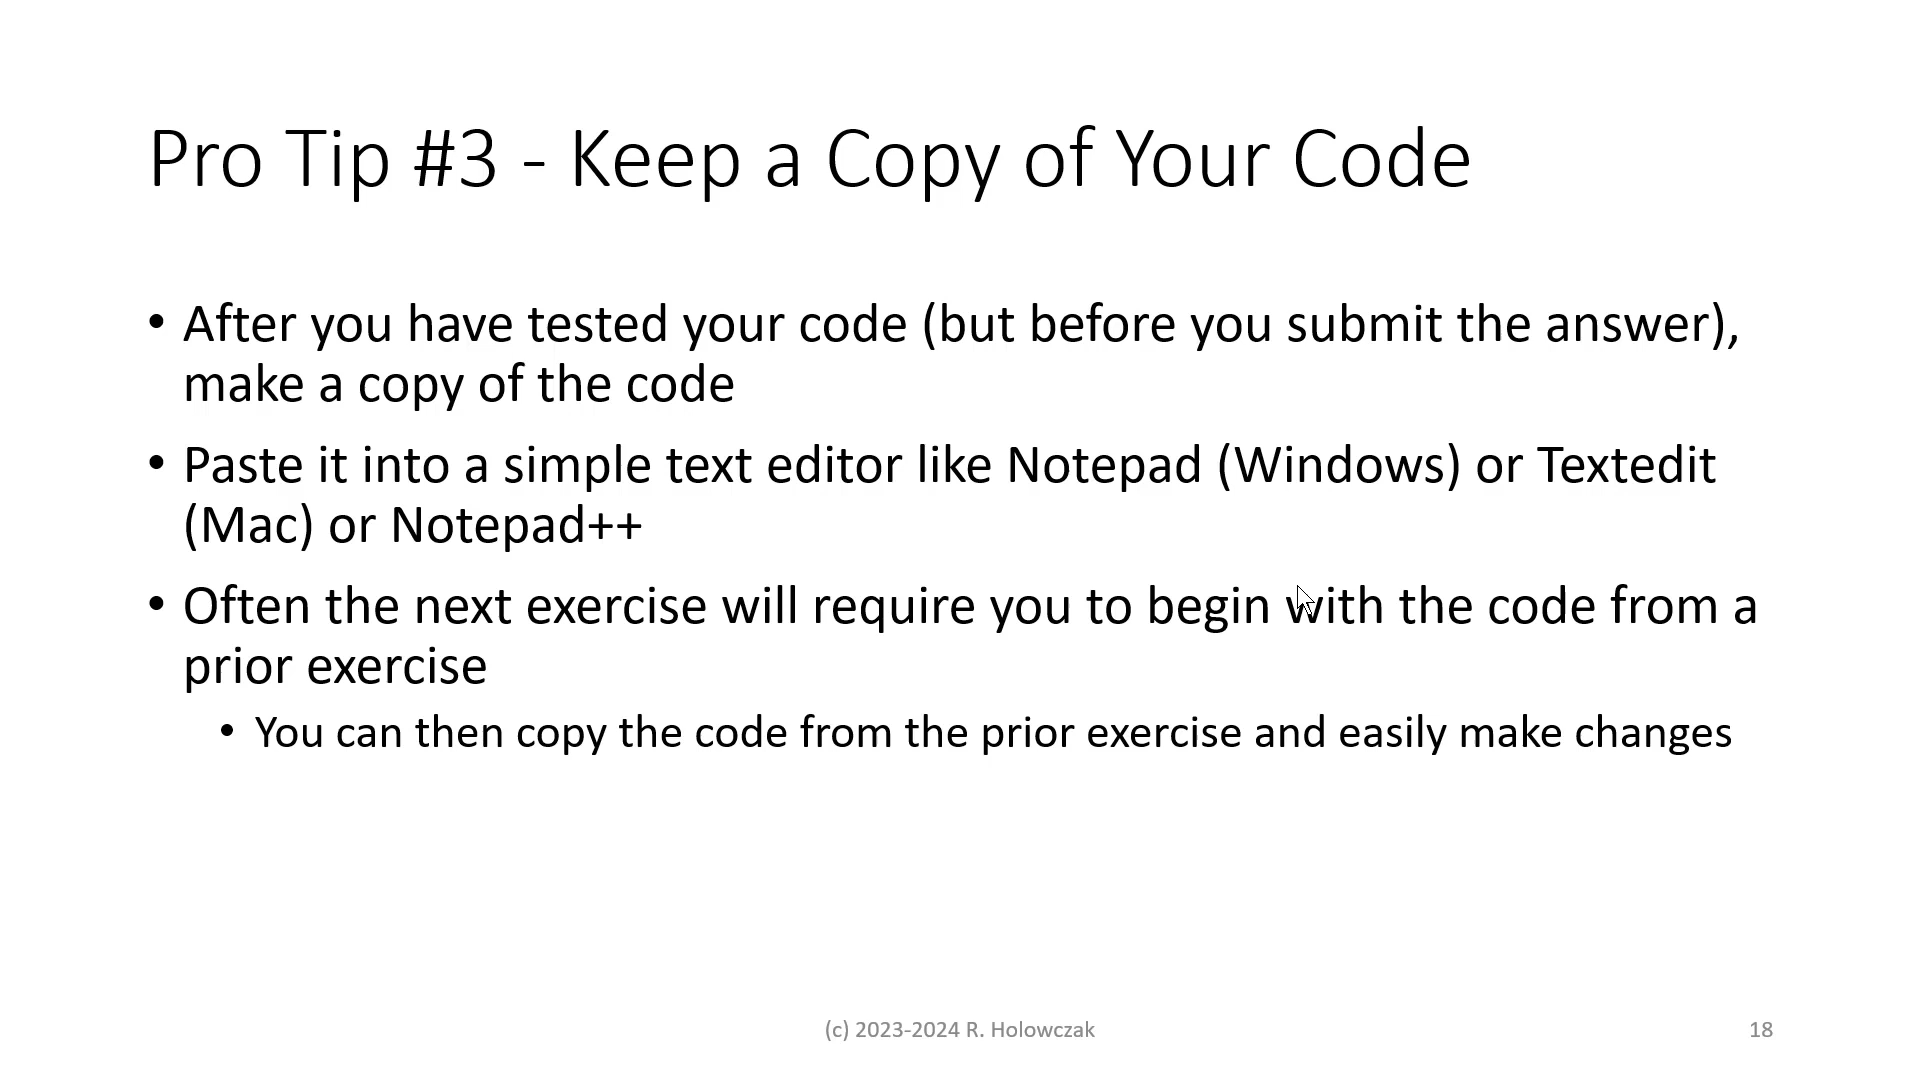 Pro Tip #3 - Keep a Copy of Your Code
• After you have tested your code (but before you submit the answer),
make a copy of the code
• Paste it into a simple text editor like Notepad (Windows) or Textedit
(Mac) or Notepad++
• Often the next exercise will require you to begin with the code from a
prior exercise
• You can then copy the code from the prior exercise and easily make changes
(c) 2023-2024 R. Holowczak
18